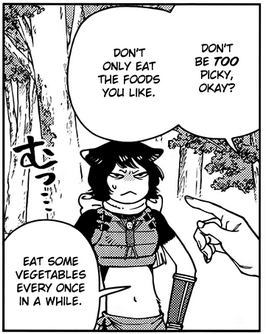 DON'T
BE TOO
PICKY,
OKAY?
DON'T
ONLY EAT
THE FOODS
YOU LIKE.
むっ…
EAT SOME
VEGETABLES
EVERY ONCE
IN A WHILE.